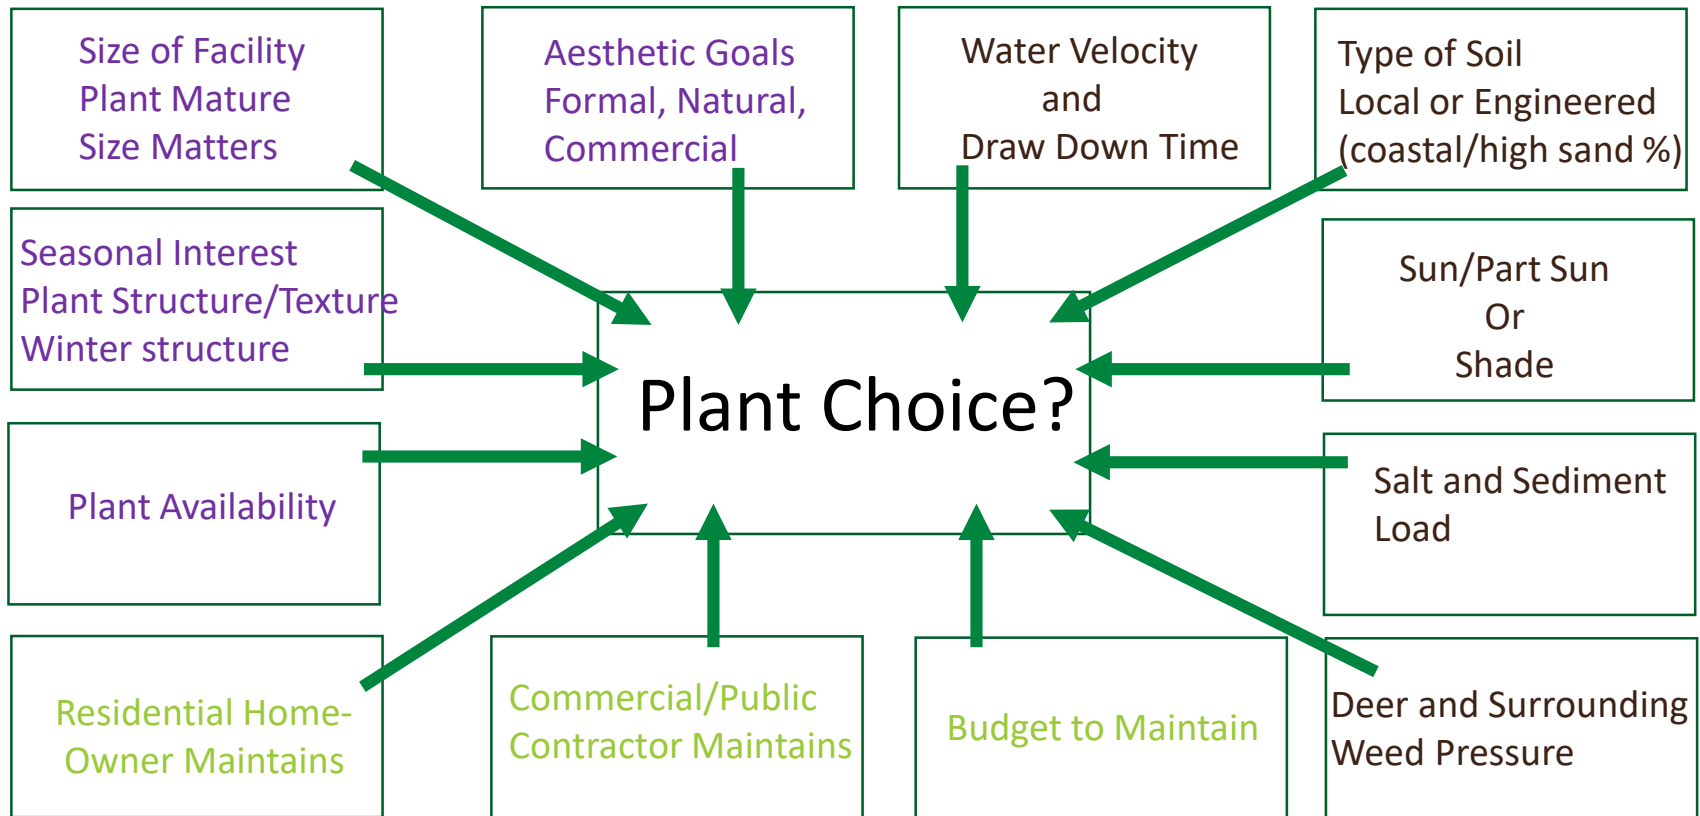 Size of Facility
Plant Mature
Size Matters
Aesthetic Goals
Formal, Natural,
Commercial
Water Velocity
and
Draw Down Time
Type of Soil
Local or Engineered
(coastal/high sand %)
Seasonal Interest
Plant Structure/Texture
Winter structure
Sun/Part Sun
Or
Shade
Plant Choice?
Plant Availability
Salt and Sediment
Load
Residential Home-
Owner Maintains
Commercial/Public
Contractor Maintains
Budget to Maintain
Deer and Surrounding
Weed Pressure